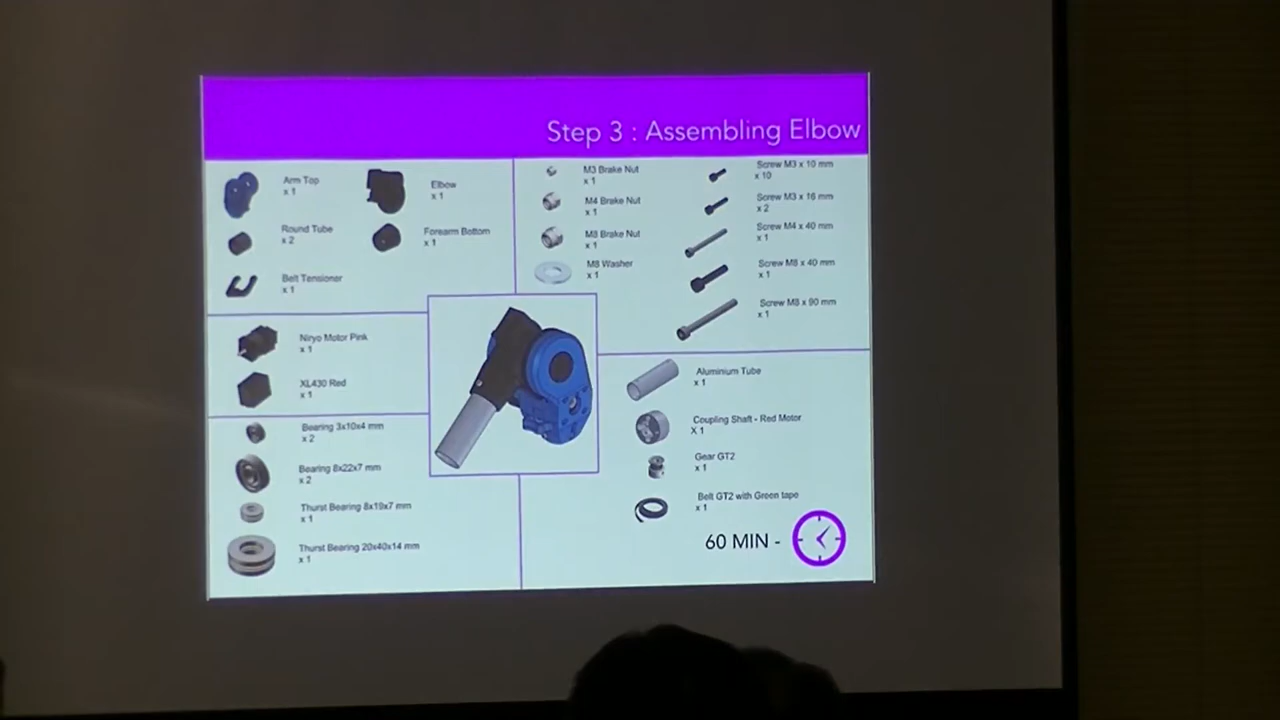 Step 3 : Assembling Elbow
Arm Top
x 1
Elbow
x 1
Round Tube
x 2
Forearm Bottom
x 1
Belt Tensioner
x 1
Niryo Motor Pink
x 1
XL430 Red
x 1
Bearing 3x10x4 mm
x 2
Bearing 8x22x7 mm
x 2
Thurst Bearing 8x19x7 mm
x 1
Thurst Bearing 20x40x14 mm
x 1
M3 Brake Nut
x 1
M4 Brake Nut
x 1
M8 Brake Nut
x 1
M8 Washer
x 1
Screw M3 x 10 mm
x 10
Screw M3 x 16 mm
x 2
Screw M4 x 40 mm
x 1
Screw M8 x 40 mm
x 1
Screw M8 x 90 mm
x 1
Aluminium Tube
x 1
Coupling Shaft - Red Motor
X 1
Gear GT2
x 1
Belt GT2 with Green tape
x 1
60 MIN -